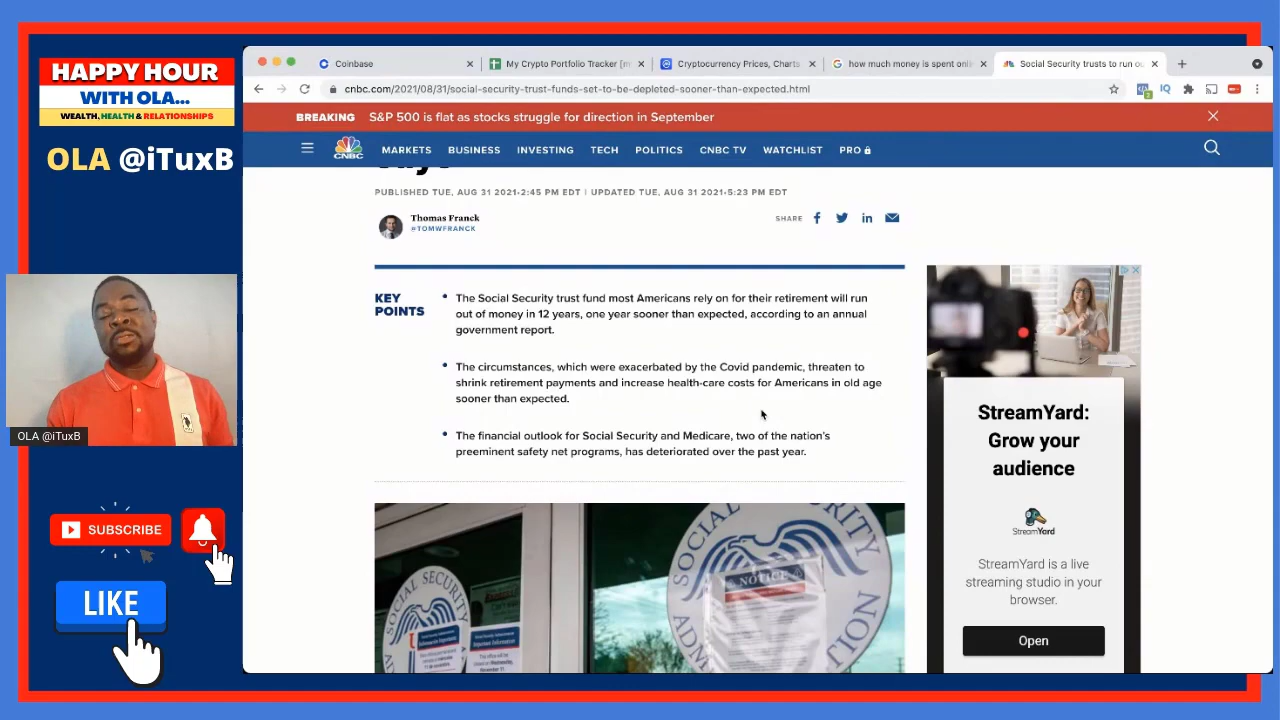 HAPPY HOUR
WITH OLA...
WEALTH, HEALTH & RELATIONSHIPS
OLA @iTuxB
OLA @iTuxB
SUBSCRIBE
LIKE
Coinbase
My Crypto Portfolio Tracker [m
Cryptocurrency Prices, Charts
how much money is spent onli
Social Security trusts to run ou
cnbc.com/2021/08/31/social-security-trust-funds-set-to-be-depleted-sooner-than-expected.html
IQ
BREAKING S&P 500 is flat as stocks struggle for direction in September
CNBC
MARKETS BUSINESS INVESTING TECH POLITICS CNBC TV WATCHLIST PRO
says
PUBLISHED TUE, AUG 31 2021•2:45 PM EDT | UPDATED TUE, AUG 31 2021•5:23 PM EDT
Thomas Franck
@TOMWFRANCK
SHARE
KEY
POINTS
• The Social Security trust fund most Americans rely on for their retirement will run
out of money in 12 years, one year sooner than expected, according to an annual
government report.
• The circumstances, which were exacerbated by the Covid pandemic, threaten to
shrink retirement payments and increase health-care costs for Americans in old age
sooner than expected.
• The financial outlook for Social Security and Medicare, two of the nation's
preeminent safety net programs, has deteriorated over the past year.
SOCIAL SECURITY
SOCIAL SECURITY
NOTICE
StreamYard:
Grow your
audience
StreamYard
StreamYard is a live
streaming studio in your
browser.
Open